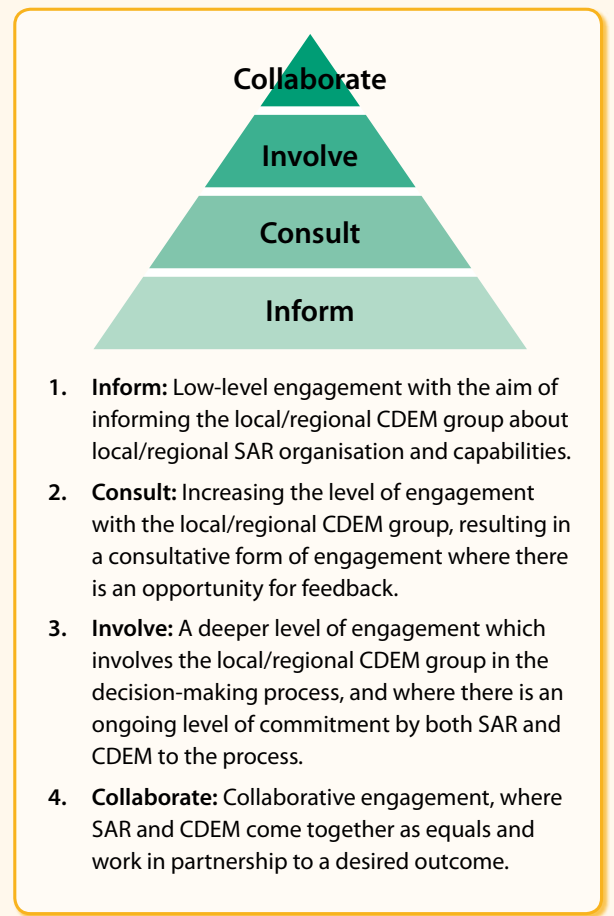 Collaborate
Involve
Consult
Inform
1. Inform: Low-level engagement with the aim of
informing the local/regional CDEM group about
local/regional SAR organisation and capabilities.
2. Consult: Increasing the level of engagement
with the local/regional CDEM group, resulting in
a consultative form of engagement where there
is an opportunity for feedback.
3. Involve: A deeper level of engagement which
involves the local/regional CDEM group in the
decision-making process, and where there is an
ongoing level of commitment by both SAR and
CDEM to the process.
4. Collaborate: Collaborative engagement, where
SAR and CDEM come together as equals and
work in partnership to a desired outcome.